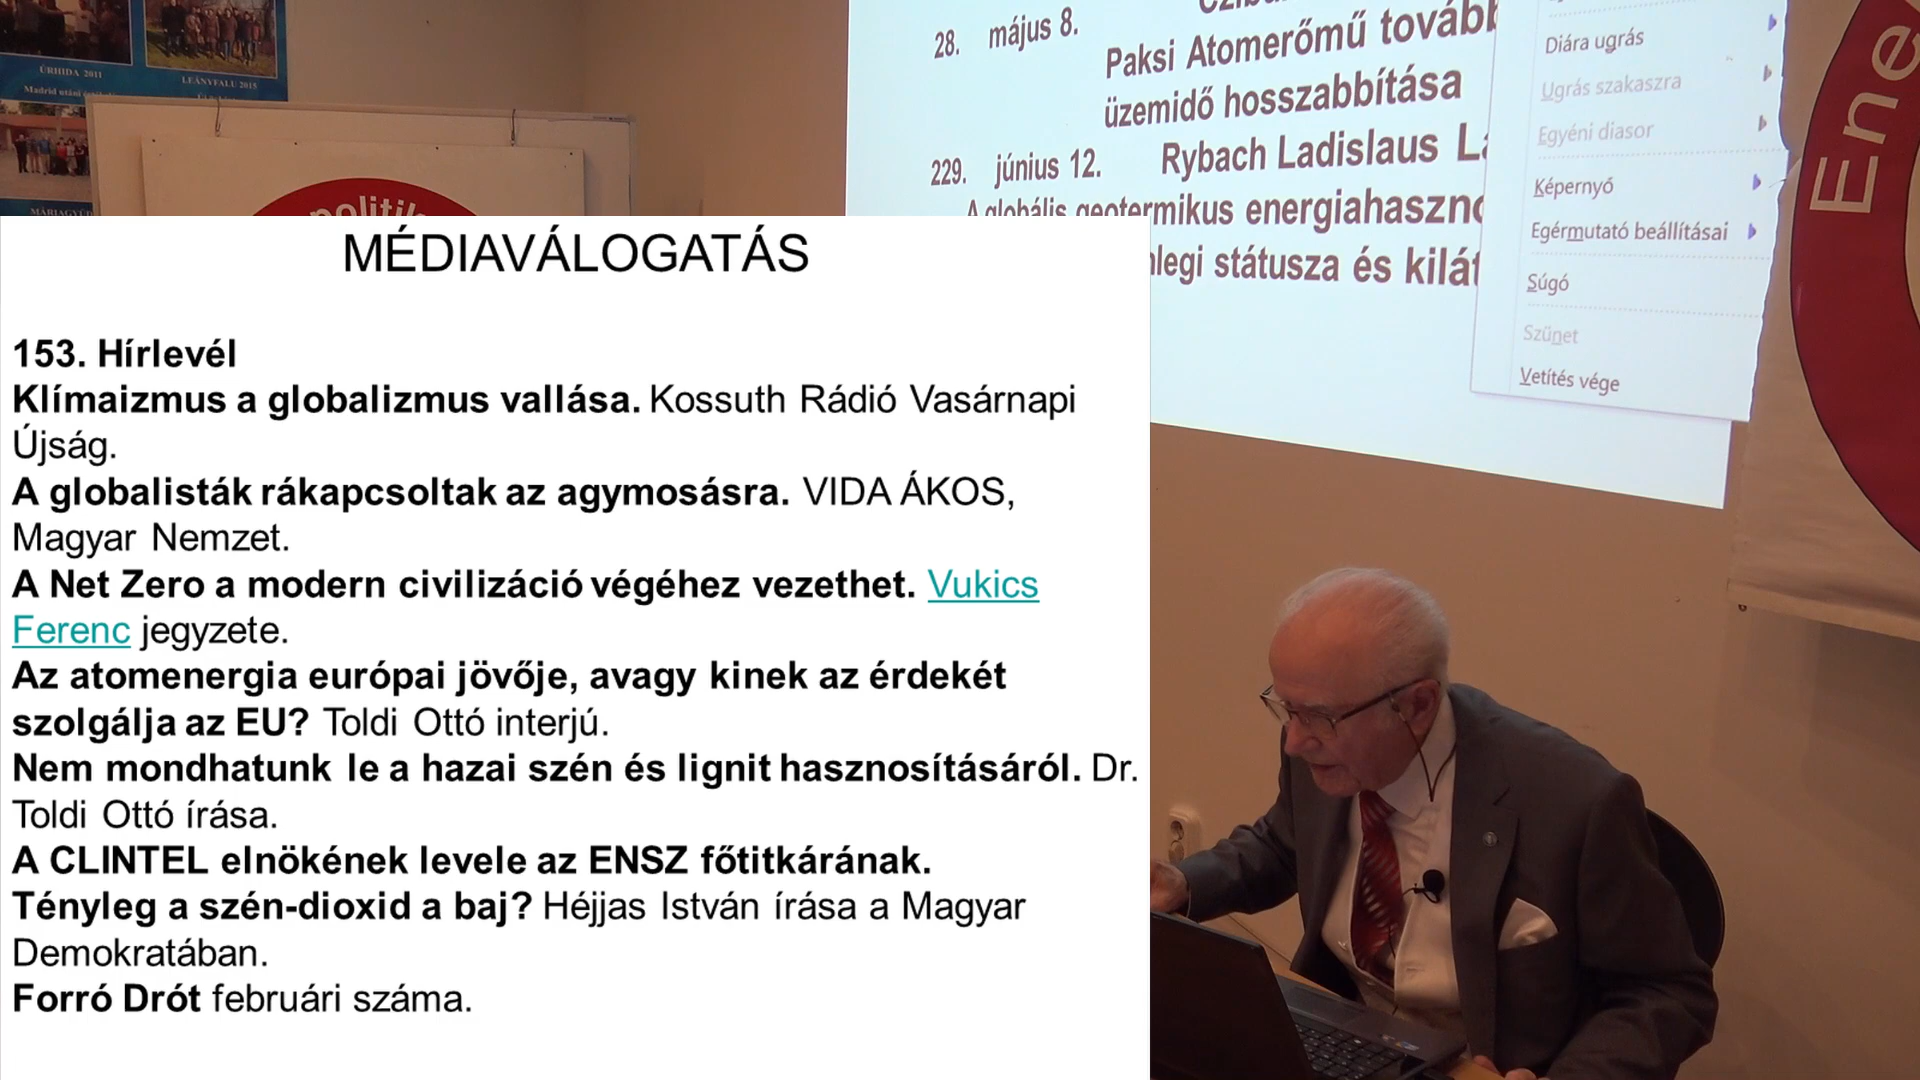 ÚRHIDA 2011
LEÁNYFALU 2015
Madrid utáni
politik
28. május 8.
Paksi Atomerőmű tovább
üzemidő hosszabbítása
229. június 12. Rybach Ladislaus L
A globális geotermikus energiahaszno
legi státusza és kilát
Diára ugrás
Ugrás szakaszra
Egyéni diasor
Képernyő
Egérmutató beállításai
Súgó
Szünet
Vetítés vége
Ene
MÉDIAVÁLOGATÁS
153. Hírlevél
Klímaizmus a globalizmus vallása. Kossuth Rádió Vasárnapi
Újság.
A globalisták rákapcsoltak az agymosásra. VIDA ÁKOS,
Magyar Nemzet.
A Net Zero a modern civilizáció végéhez vezethet. Vukics
Ferenc jegyzete.
Az atomenergia európai jövője, avagy kinek az érdekét
szolgálja az EU? Toldi Ottó interjú.
Nem mondhatunk le a hazai szén és lignit hasznosításáról. Dr.
Toldi Ottó írása.
A CLINTEL elnökének levele az ENSZ főtitkárának.
Tényleg a szén-dioxid a baj? Héjjas István írása a Magyar
Demokratában.
Forró Drót februári száma.